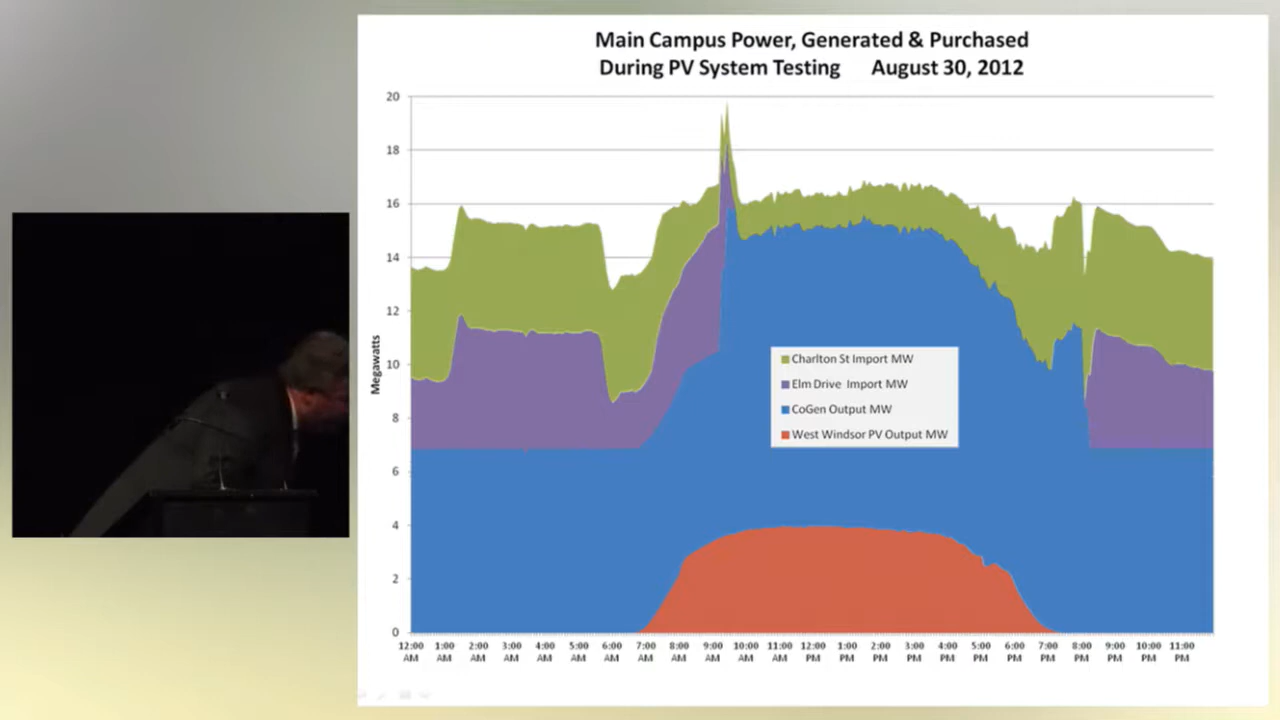 Main Campus Power, Generated & Purchased
During PV System Testing August 30, 2012
20
18
16
14
12
10
8
6
4
2
0
Megawatts
Charlton St Import MW
Elm Drive Import MW
CoGen Output MW
West Windsor PV Output MW
12:00 1:00 2:00 3:00 4:00 5:00 6:00 7:00 8:00 9:00 10:00 11:00 12:00 1:00 2:00 3:00 4:00 5:00 6:00 7:00 8:00 9:00 10:00 11:00
AM AM AM AM AM AM AM AM AM AM AM AM PM PM PM PM PM PM PM PM PM PM PM PM